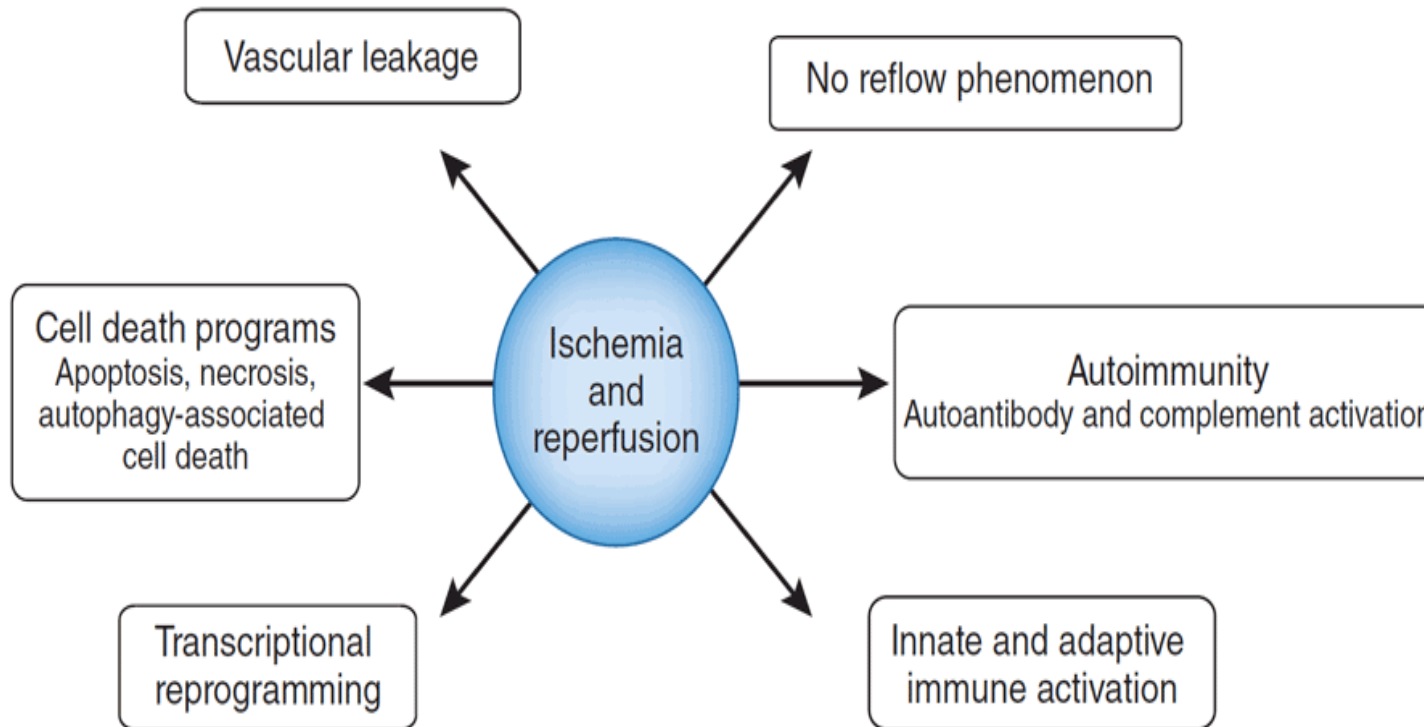 Vascular leakage
No reflow phenomenon
Cell death programs
Apoptosis, necrosis,
autophagy-associated
cell death
Ischemia
and
reperfusion
Autoimmunity
Autoantibody and complement activation
Transcriptional
reprogramming
Innate and adaptive
immune activation